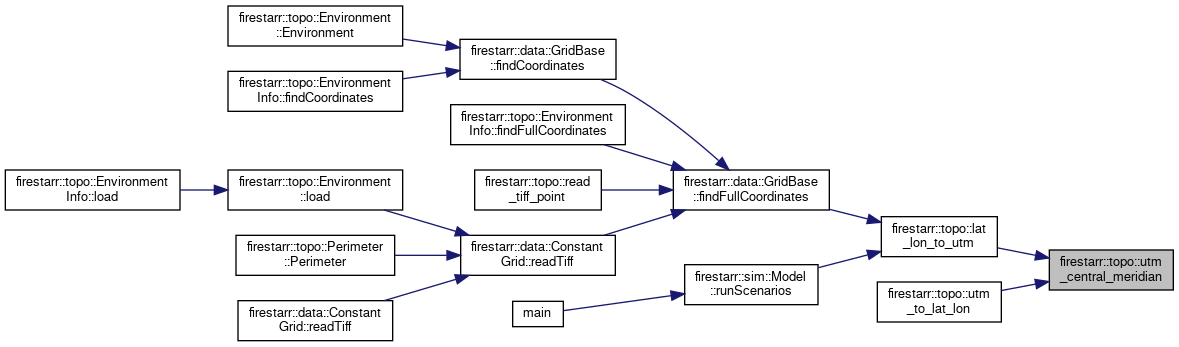 firestarr::topo::Environment
::Environment
firestarr::data::GridBase
::findCoordinates
firestarr::topo::Environment
Info::findCoordinates
firestarr::topo::Environment
Info::findFullCoordinates
firestarr::topo::Environment
Info::load
firestarr::topo::Environment
::load
firestarr::topo::read
_tiff_point
firestarr::data::GridBase
::findFullCoordinates
firestarr::topo::Perimeter
::Perimeter
firestarr::data::Constant
Grid::readTiff
firestarr::topo::lat
_lon_to_utm
firestarr::topo::utm
_central_meridian
firestarr::data::Constant
Grid::readTiff
main
firestarr::sim::Model
::runScenarios
firestarr::topo::utm
_to_lat_lon